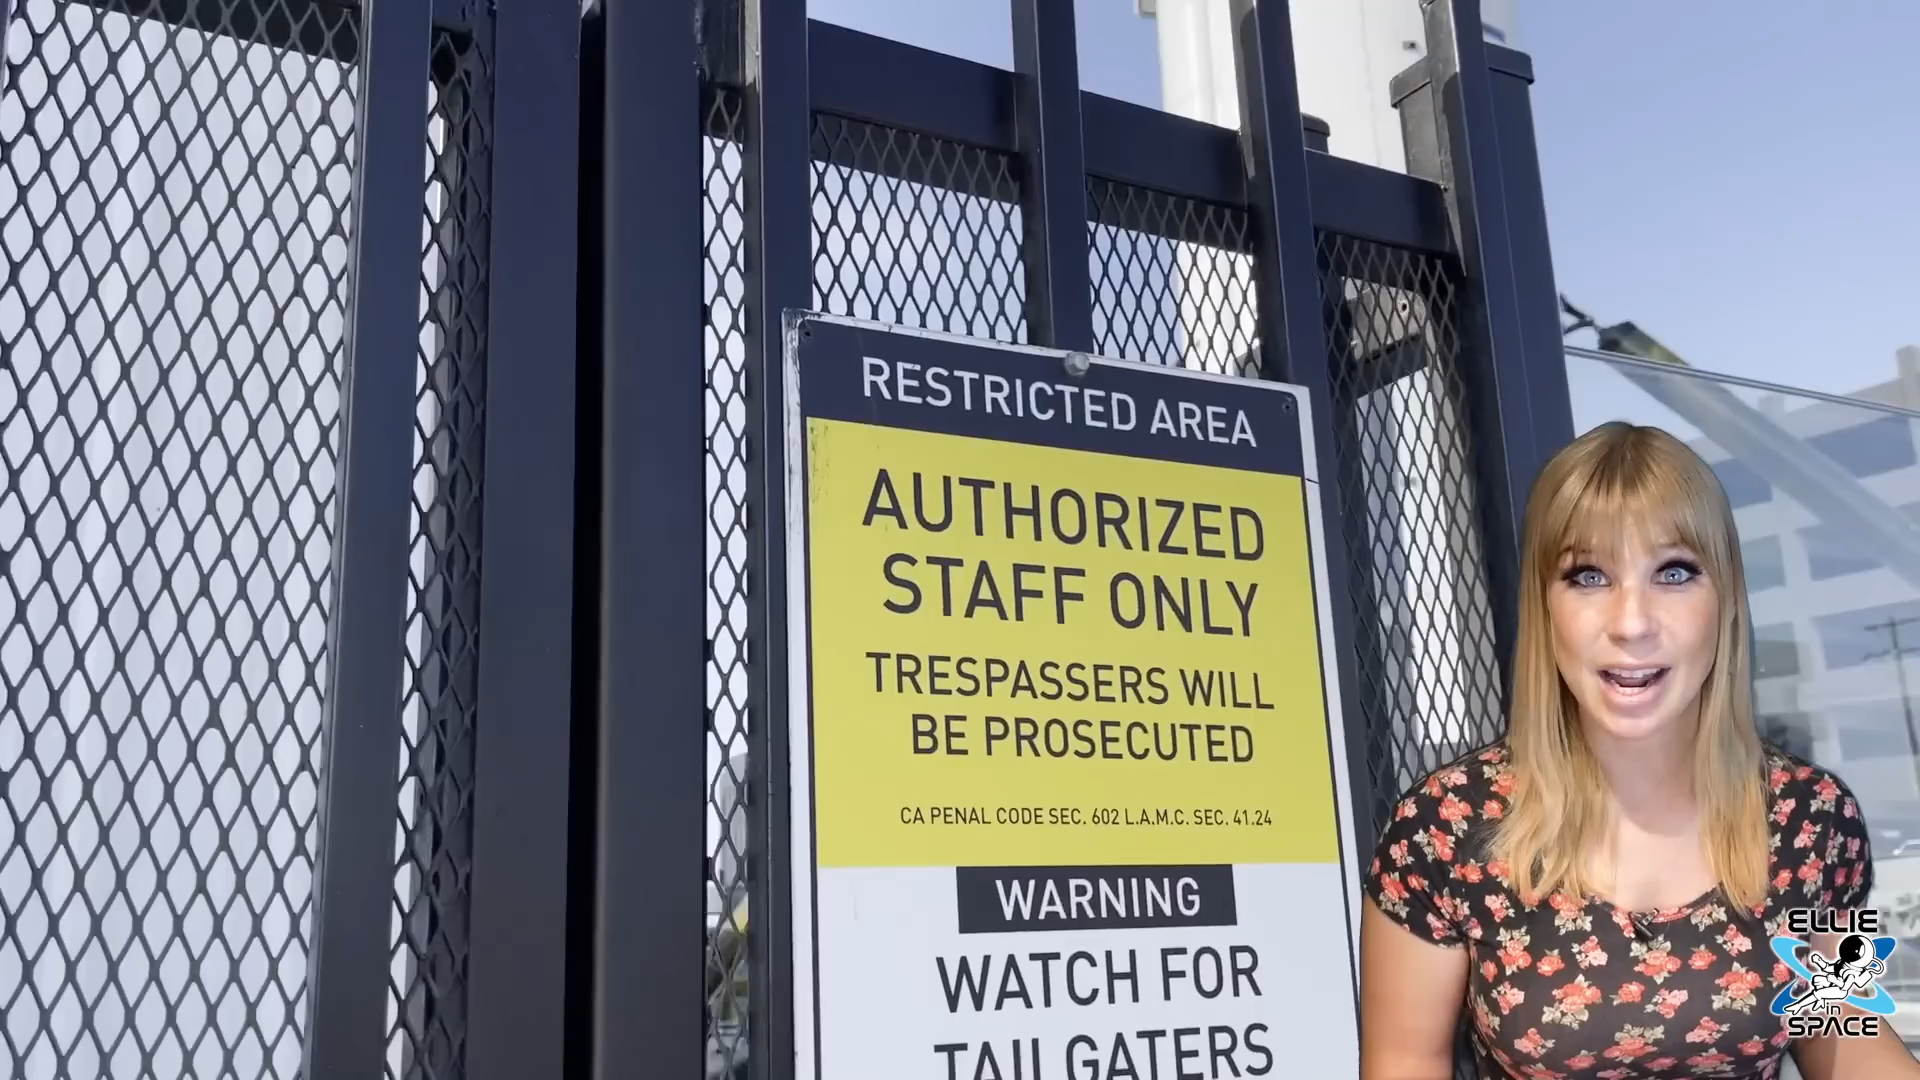 RESTRICTED AREA
AUTHORIZED
STAFF ONLY
TRESPASSERS WILL
BE PROSECUTED
CA PENAL CODE SEC. 602 L.A.M.C. SEC. 41.24
WARNING
WATCH FOR
TAILGATERS
ELLIE
in
SPACE